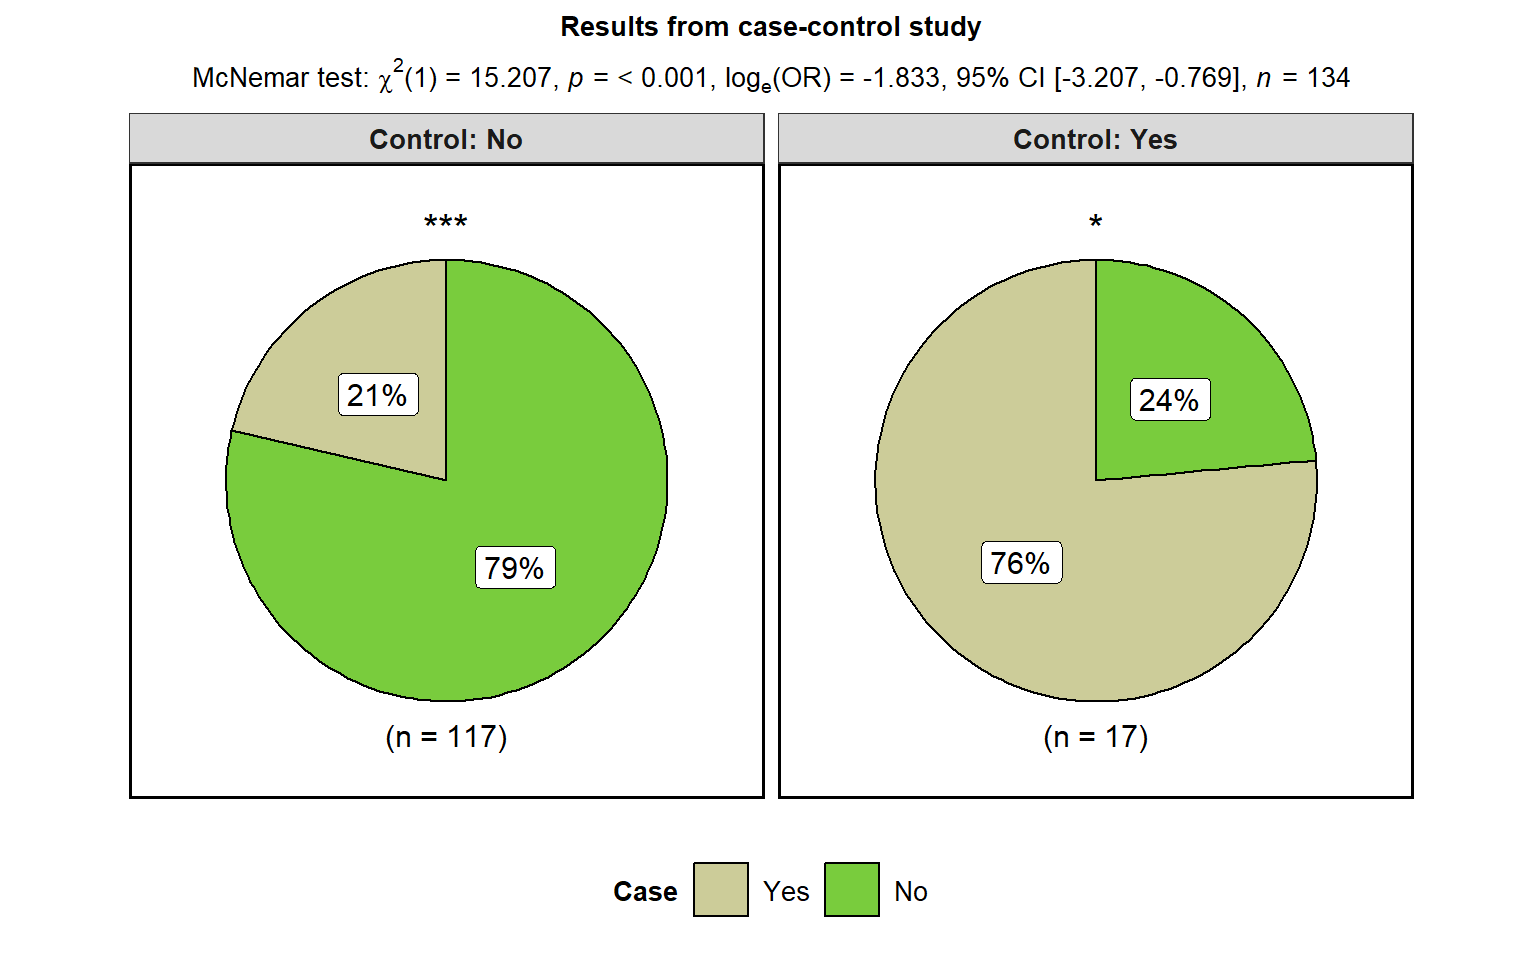 Results from case-control study
McNemar test: χ²(1) = 15.207, p = < 0.001, logₑ(OR) = -1.833, 95% CI [-3.207, -0.769], n = 134
Control: No
***
21%
79%
(n = 117)
Control: Yes
*
24%
76%
(n = 17)
Case Yes No